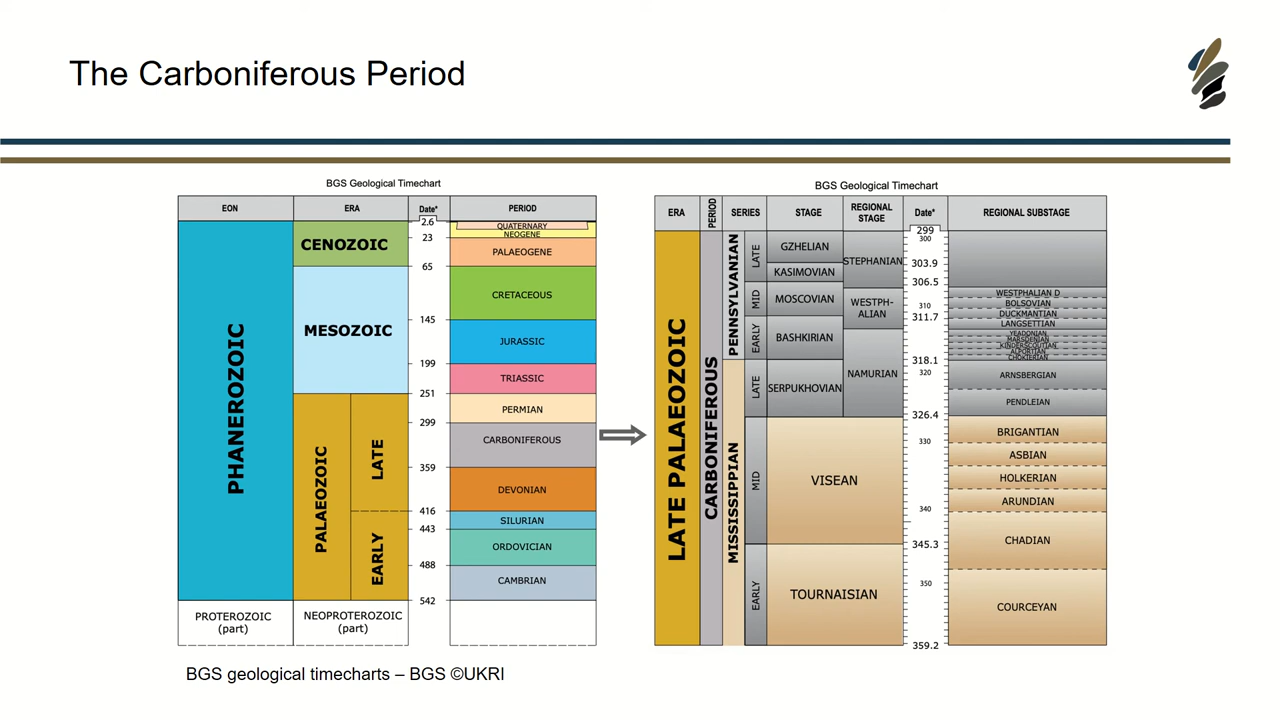 The Carboniferous Period
BGS Geological Timechart
EON
ERA
Date*
PERIOD
PHANEROZOIC
CENOZOIC
MESOZOIC
PALAEOZOIC
LATE
EARLY
2.6
23
65
145
199
251
299
359
416
443
488
542
QUATERNARY
NEOGENE
PALAEOGENE
CRETACEOUS
JURASSIC
TRIASSIC
PERMIAN
CARBONIFEROUS
DEVONIAN
SILURIAN
ORDOVICIAN
CAMBRIAN
PROTEROZOIC
(part)
NEOPROTEROZOIC
(part)
BGS Geological Timechart
ERA
PERIOD
SERIES
STAGE
REGIONAL
STAGE
Date*
REGIONAL SUBSTAGE
LATE PALAEOZOIC
CARBONIFEROUS
PENNSYLVANIAN
MISSISSIPPIAN
LATE
MID
EARLY
LATE
MID
EARLY
GZHELIAN
KASIMOVIAN
MOSCOVIAN
BASHKIRIAN
SERPUKHOVIAN
VISEAN
TOURNAISIAN
STEPHANIAN
WESTPH-
ALIAN
NAMURIAN
299
300
303.9
306.5
310
311.7
318.1
320
326.4
330
340
345.3
350
359.2
WESTPHALIAN D
BOLSOVIAN
DUCKMANTIAN
LANGSETTIAN
YEADONIAN
MARSDENIAN
KINDERSCOUTIAN
ALPORTIAN
CHOKIERIAN
ARNSBERGIAN
PENDLEIAN
BRIGANTIAN
ASBIAN
HOLKERIAN
ARUNDIAN
CHADIAN
COURCEYAN
BGS geological timecharts – BGS ©UKRI